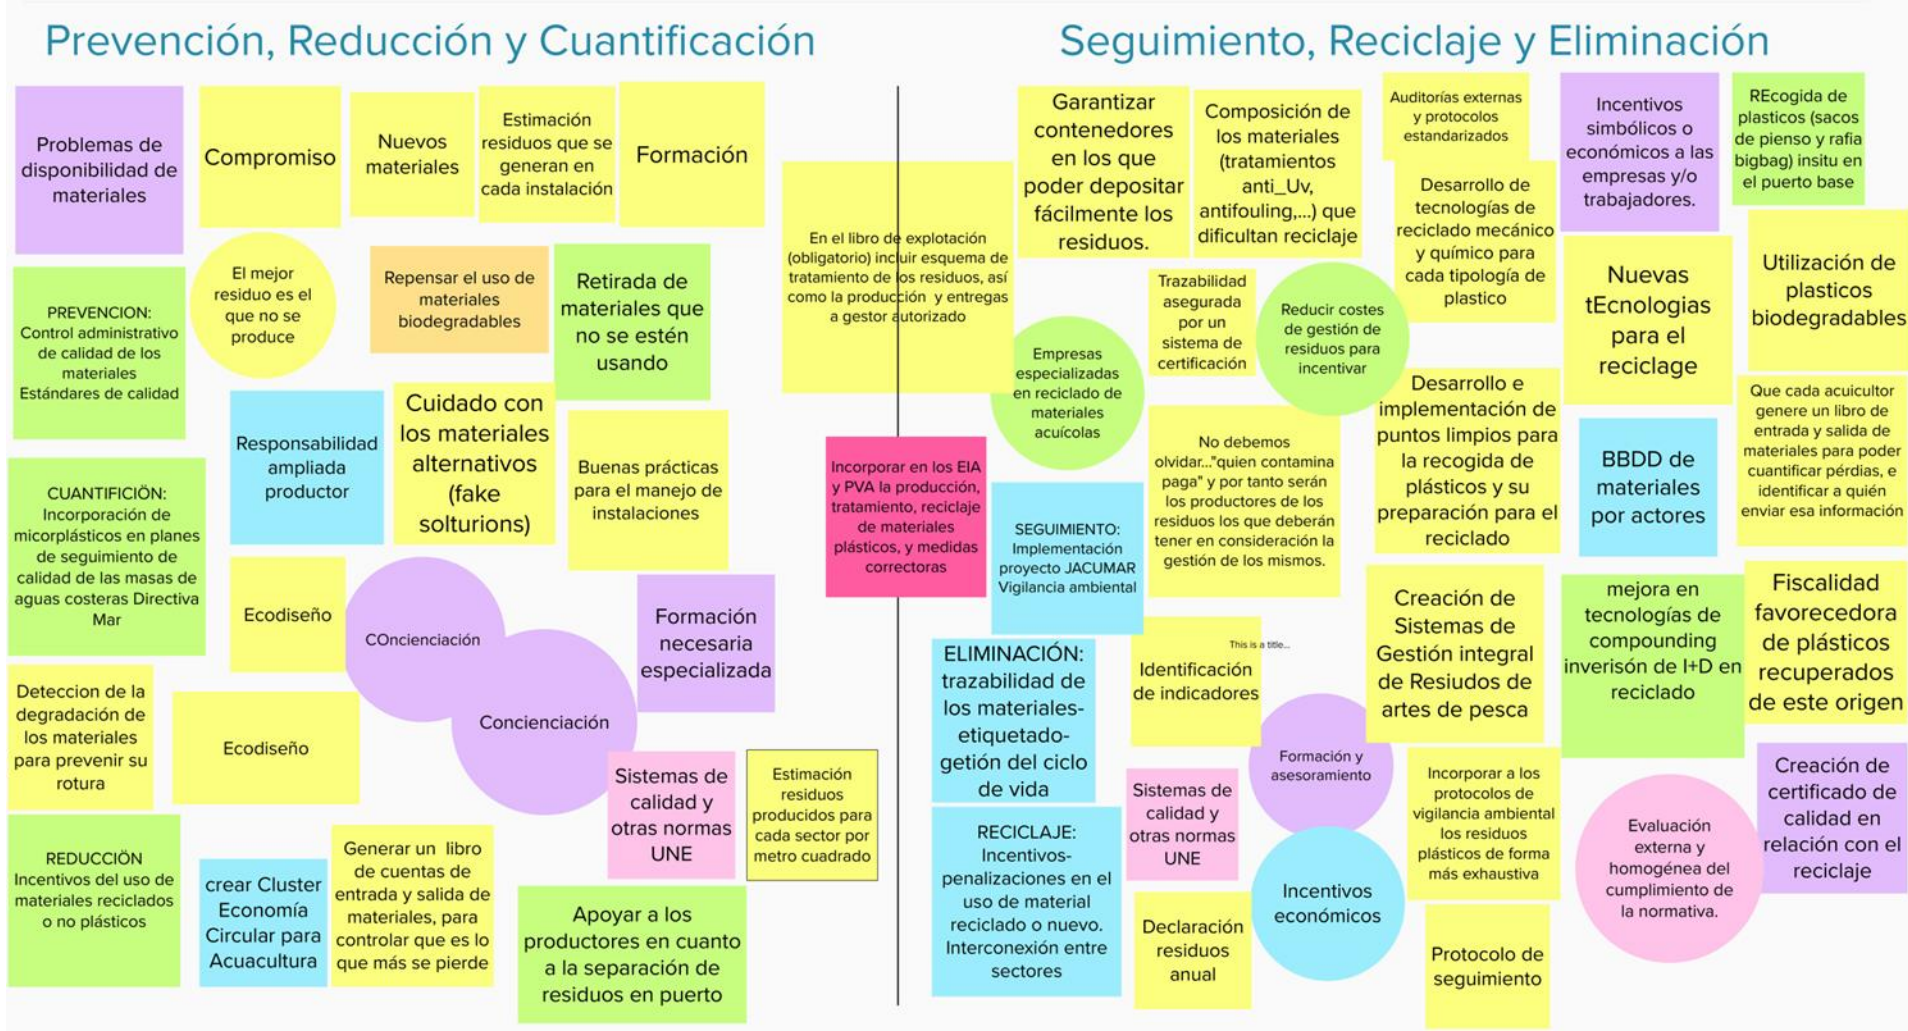 Prevención, Reducción y Cuantificación
Problemas de
disponibilidad de
materiales
Compromiso
Nuevos
materiales
Estimación
residuos que se
generan en
cada instalación
Formación
El mejor
residuo es el
que no se
produce
Repensar el uso de
materiales
biodegradables
Retirada de
materiales que
no se estén
usando
PREVENCION:
Control administrativo
de calidad de los
materiales
Estándares de calidad
Responsabilidad
ampliada
productor
Cuidado con
los materiales
alternativos
(fake
solturions)
Buenas prácticas
para el manejo de
instalaciones
CUANTIFICIÖN:
Incorporación de
micorplásticos en planes
de seguimiento de
calidad de las masas de
aguas costeras Directiva
Mar
Ecodiseño
COncienciación
Concienciación
Formación
necesaria
especializada
Deteccion de la
degradación de
los materiales
para prevenir su
rotura
Ecodiseño
Sistemas de
calidad y
otras normas
UNE
Estimación
residuos
producidos para
cada sector por
metro cuadrado
REDUCCIÖN
Incentivos del uso de
materiales reciclados
o no plásticos
crear Cluster
Economía
Circular para
Acuacultura
Generar un libro
de cuentas de
entrada y salida de
materiales, para
controlar que es lo
que más se pierde
Apoyar a los
productores en cuanto
a la separación de
residuos en puerto
En el libro de explotación
(obligatorio) incluir esquema de
tratamiento de los residuos, así
como la producción y entregas
a gestor autorizado
Incorporar en los EIA
y PVA la producción,
tratamiento, reciclaje
de materiales
plásticos, y medidas
correctoras
Seguimiento, Reciclaje y Eliminación
Garantizar
contenedores
en los que
poder depositar
fácilmente los
residuos.
Composición de
los materiales
(tratamientos
anti_Uv,
antifouling,...) que
dificultan reciclaje
Auditorías externas
y protocolos
estandarizados
Incentivos
simbólicos o
económicos a las
empresas y/o
trabajadores.
REcogida de
plasticos (sacos
de pienso y rafia
bigbag) insitu en
el puerto base
Desarrollo de
tecnologías de
reciclado mecánico
y químico para
cada tipología de
plastico
Trazabilidad
asegurada
por un
sistema de
certificación
Reducir costes
de gestión de
residuos para
incentivar
Nuevas
tEcnologias
para el
reciclage
Utilización de
plasticos
biodegradables
Empresas
especializadas
en reciclado de
materiales
acuícolas
No debemos
olvidar..."quien contamina
paga" y por tanto serán
los productores de los
residuos los que deberán
tener en consideración la
gestión de los mismos.
Desarrollo e
implementación de
puntos limpios para
la recogida de
plásticos y su
preparación para el
reciclado
BBDD de
materiales
por actores
Que cada acuicultor
genere un libro de
entrada y salida de
materiales para poder
cuantificar pérdias, e
identificar a quién
enviar esa información
SEGUIMIENTO:
Implementación
proyecto JACUMAR
Vigilancia ambiental
ELIMINACIÓN:
trazabilidad de
los materiales-
etiquetado-
getión del ciclo
de vida
This is a title...
Identificación
de indicadores
Creación de
Sistemas de
Gestión integral
de Resiudos de
artes de pesca
mejora en
tecnologías de
compounding
inverisón de I+D en
reciclado
Fiscalidad
favorecedora
de plásticos
recuperados
de este origen
Formación y
asesoramiento
Sistemas de
calidad y
otras normas
UNE
Incorporar a los
protocolos de
vigilancia ambiental
los residuos
plásticos de forma
más exhaustiva
Evaluación
externa y
homogénea del
cumplimiento de
la normativa.
Creación de
certificado de
calidad en
relación con el
reciclaje
RECICLAJE:
Incentivos-
penalizaciones en el
uso de material
reciclado o nuevo.
Interconexión entre
sectores
Declaración
residuos
anual
Incentivos
económicos
Protocolo de
seguimiento